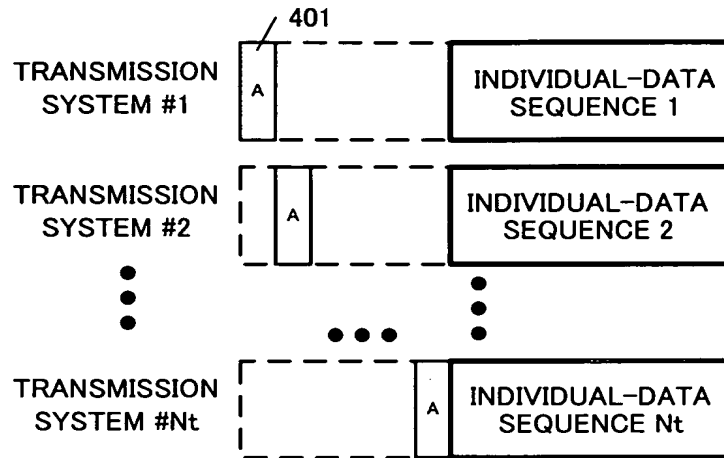 401
TRANSMISSION
SYSTEM #1
A
INDIVIDUAL-DATA
SEQUENCE 1
TRANSMISSION
SYSTEM #2
A
INDIVIDUAL-DATA
SEQUENCE 2
TRANSMISSION
SYSTEM #Nt
A
INDIVIDUAL-DATA
SEQUENCE Nt